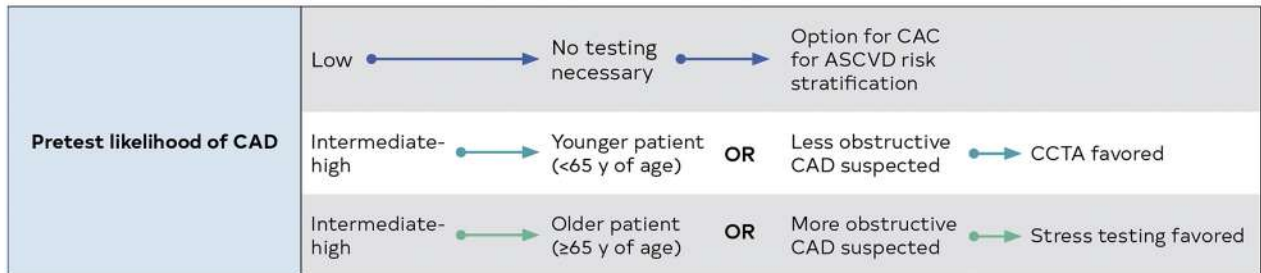 Pretest likelihood of CAD
Low
No testing
necessary
Option for CAC
for ASCVD risk
stratification
Intermediate-
high
Younger patient
(<65 y of age)
OR
Less obstructive
CAD suspected
CCTA favored
Intermediate-
high
Older patient
(≥65 y of age)
OR
More obstructive
CAD suspected
Stress testing favored